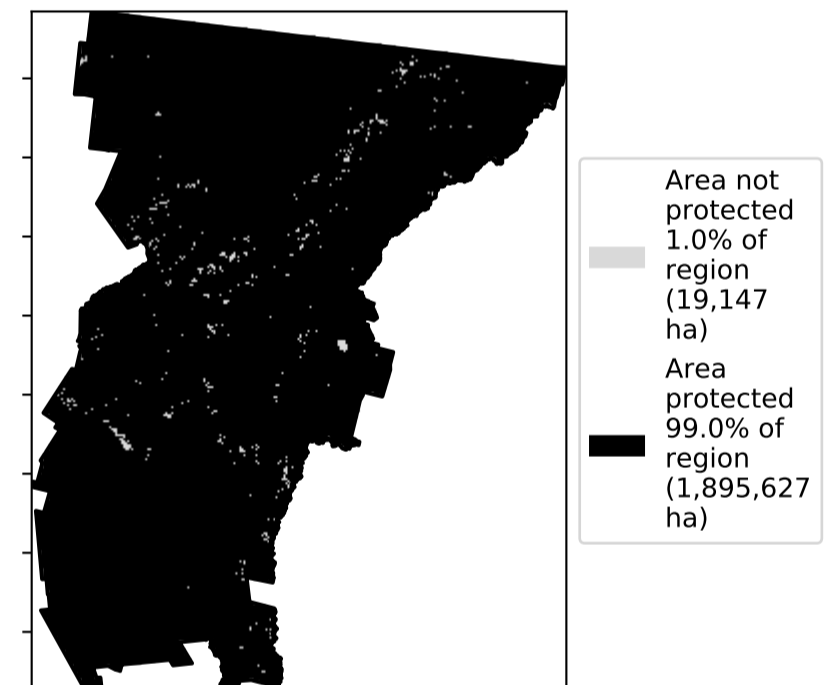 Area not
protected
1.0% of
region
(19,147
ha)
Area
protected
99.0% of
region
(1,895,627
ha)